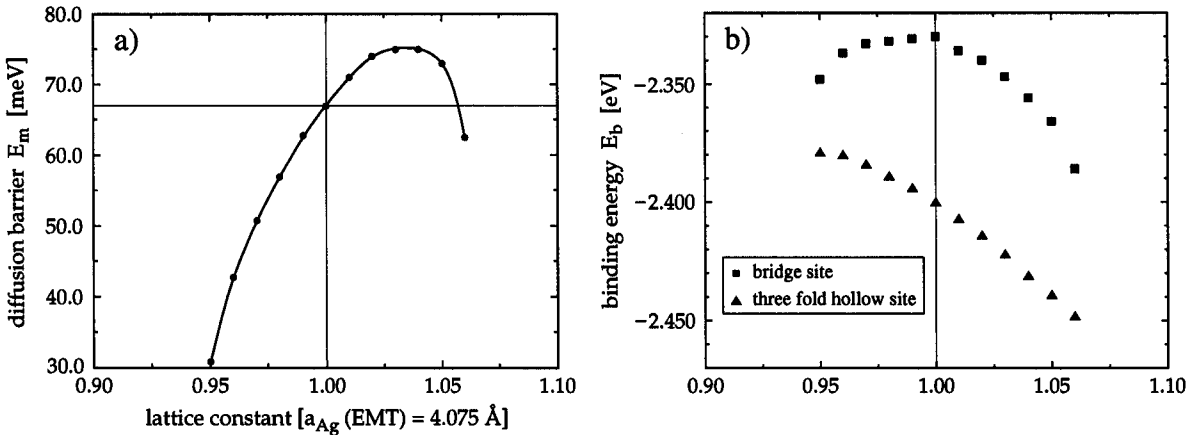 a)
diffusion barrier E_m [meV]
80.0
70.0
60.0
50.0
40.0
30.0
0.90
0.95
1.00
1.05
1.10
lattice constant [a_Ag (EMT) = 4.075 Å]
b)
binding energy E_b [eV]
−2.350
−2.400
−2.450
bridge site
three fold hollow site
0.90
0.95
1.00
1.05
1.10